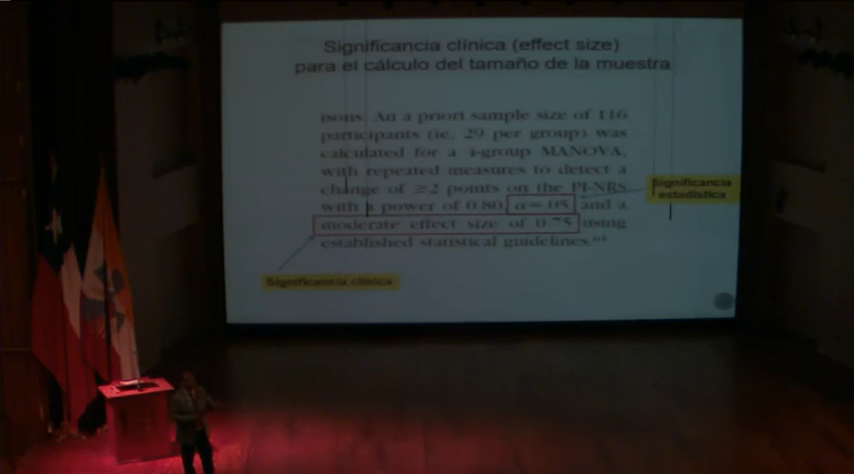 Significancia clínica (effect size)
para el cálculo del tamaño de la muestra
isons. An a priori sample size of 116
participants (ie, 29 per group) was
calculated for a 4-group MANOVA,
with repeated measures to detect a
change of ≥2 points on the PI-NRS
with a power of 0.80, α=.05 and a
moderate effect size of 0.75 using
established statistical guidelines.
Significancia
estadística
Significancia clínica